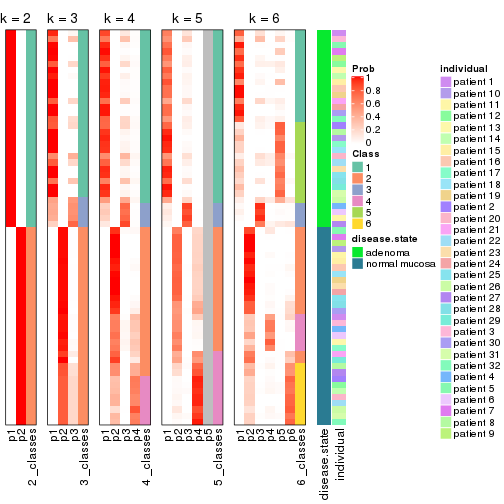 k = 2
k = 3
k = 4
k = 5
k = 6
Prob
1
0.8
0.6
0.4
0.2
0
Class
1
2
3
4
5
6
disease.state
adenoma
normal mucosa
individual
patient 1
patient 10
patient 11
patient 12
patient 13
patient 14
patient 15
patient 16
patient 17
patient 18
patient 19
patient 2
patient 20
patient 21
patient 22
patient 23
patient 24
patient 25
patient 26
patient 27
patient 28
patient 29
patient 3
patient 30
patient 31
patient 32
patient 4
patient 5
patient 6
patient 7
patient 8
patient 9
p1
p2
2_classes
p1
p2
p3
3_classes
p1
p2
p3
p4
4_classes
p1
p2
p3
p4
p5
5_classes
p1
p2
p3
p4
p5
p6
6_classes
disease.state
individual